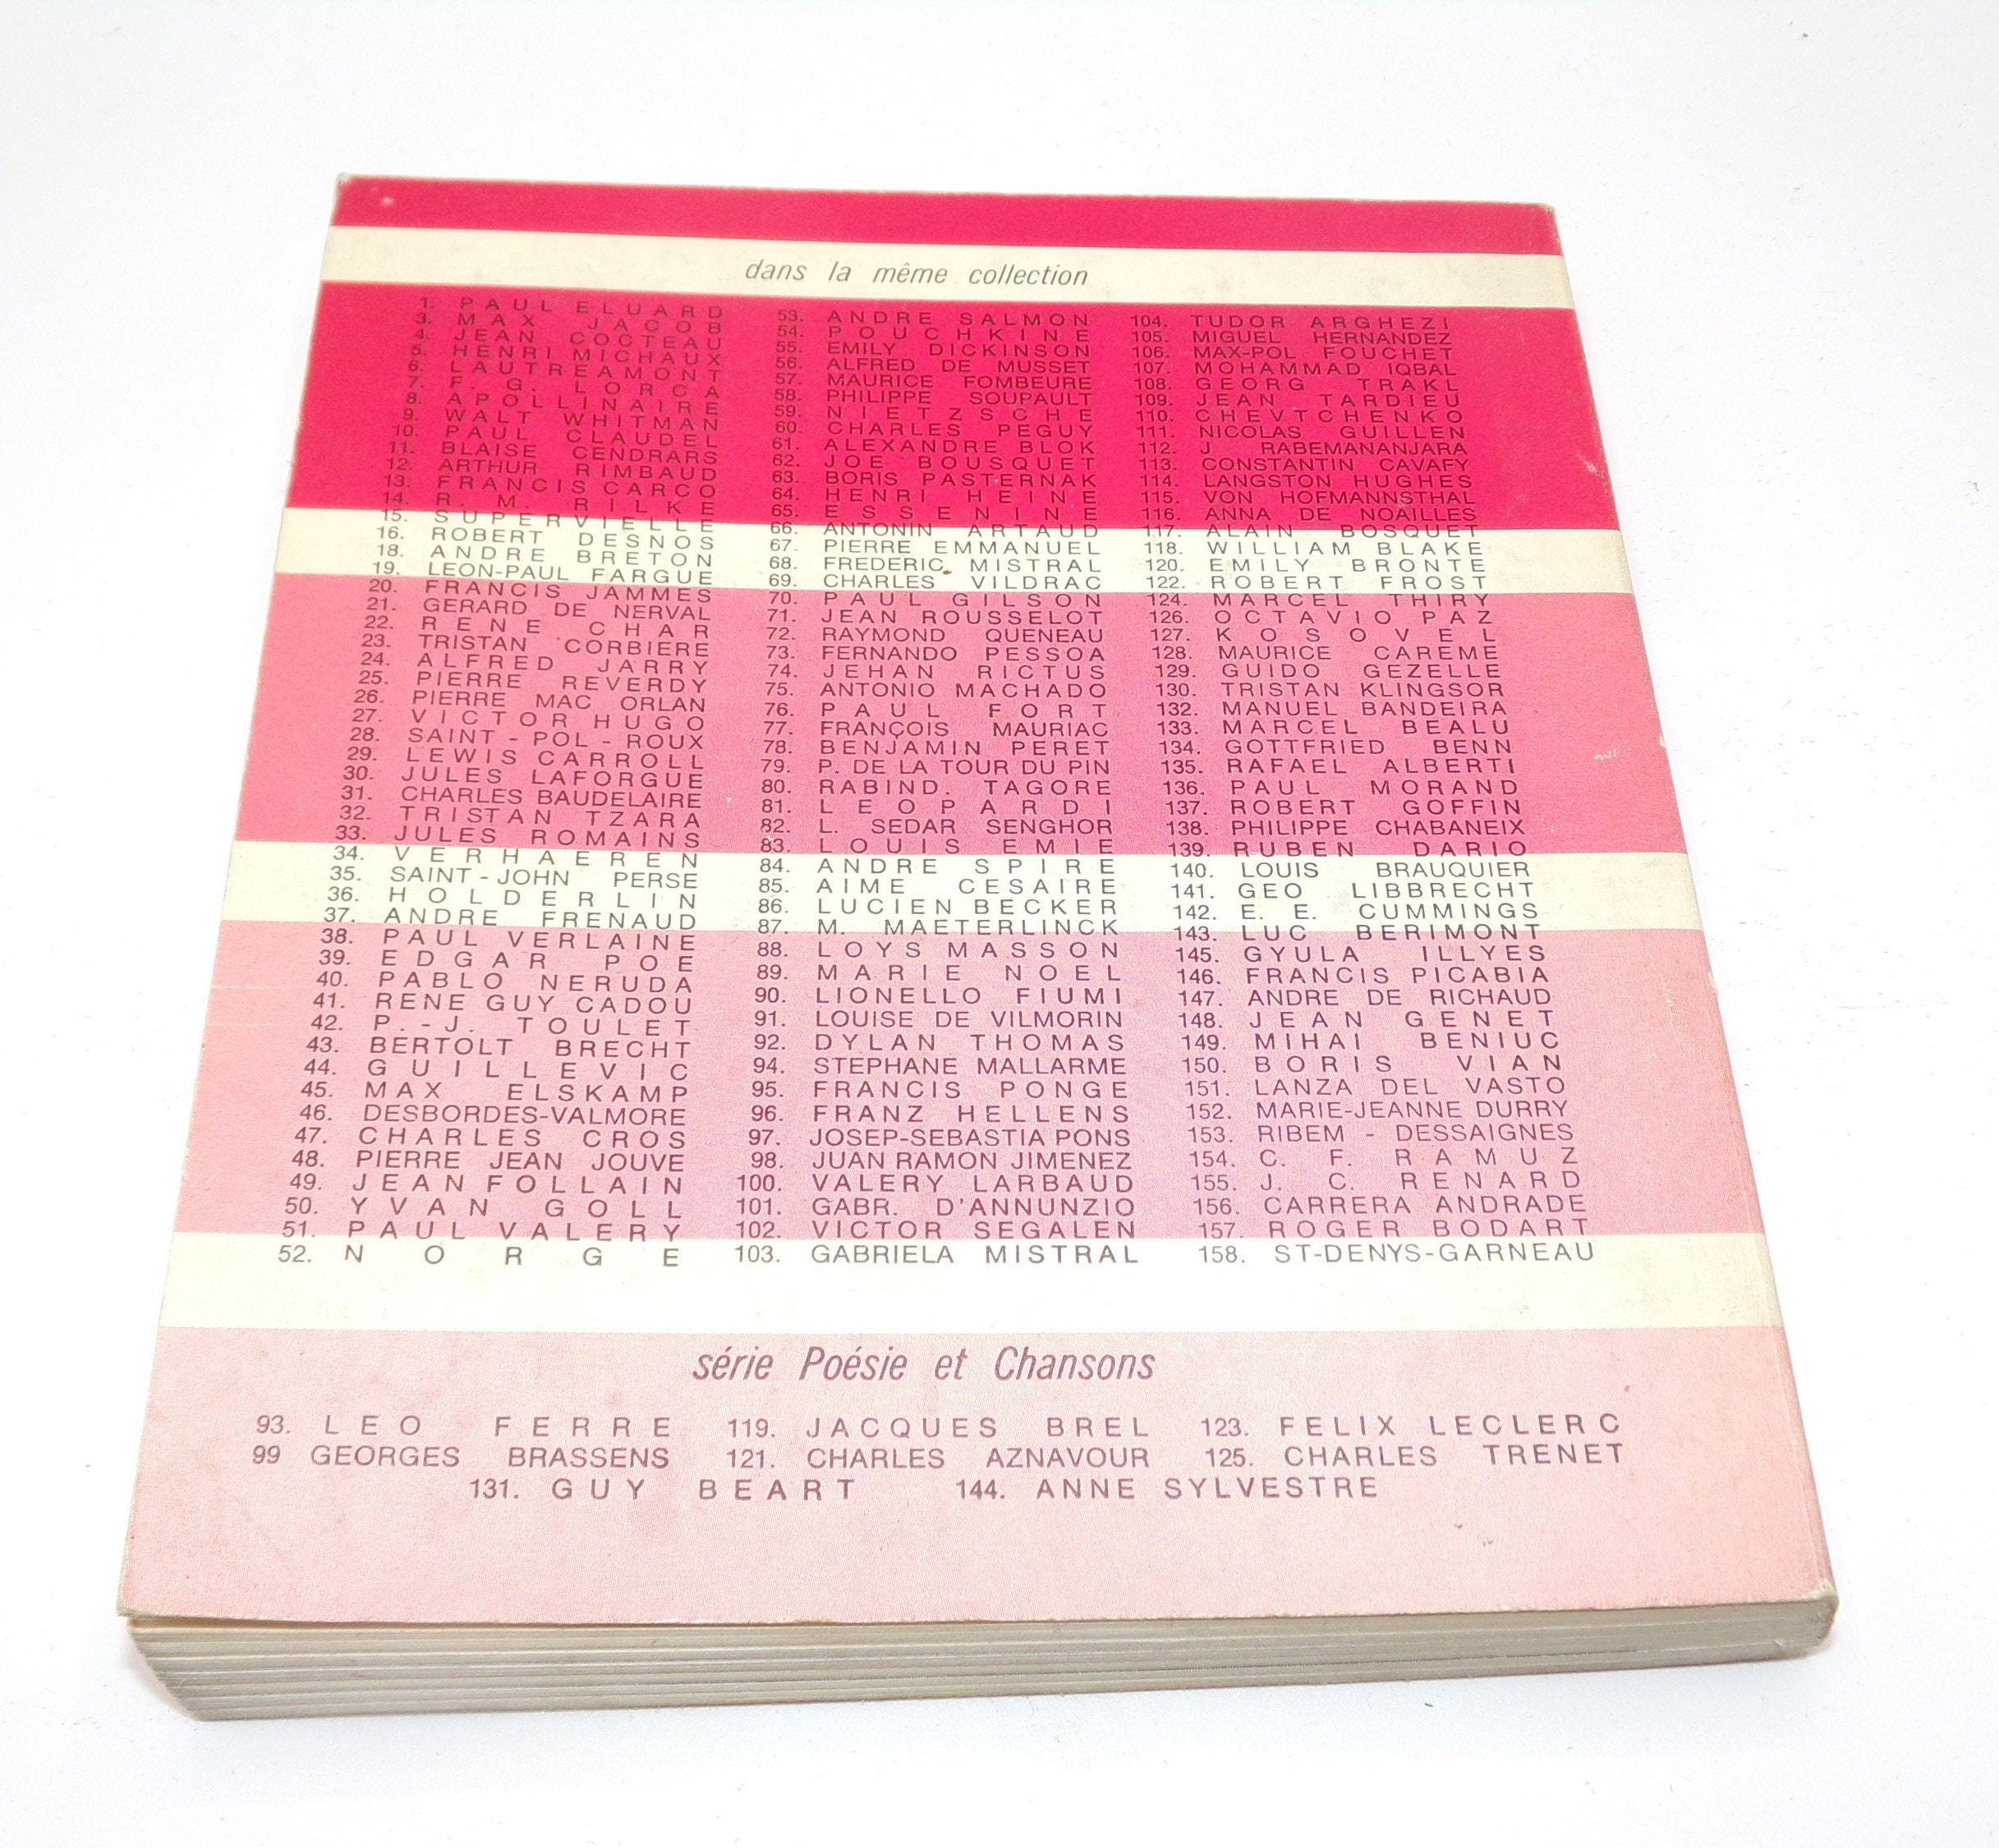 dans la même collection
1. PAUL ELUARD
3. MAX JACOB
4. JEAN COCTEAU
5. HENRI MICHAUX
6. LAUTREAMONT
7. F. G. LORCA
8. APOLLINAIRE
9. WALT WHITMAN
10. PAUL CLAUDEL
11. BLAISE CENDRARS
12. ARTHUR RIMBAUD
13. FRANCIS CARCO
14. R. M. RILKE
15. SUPERVIELLE
16. ROBERT DESNOS
18. ANDRE BRETON
19. LEON-PAUL FARGUE
20. FRANCIS JAMMES
21. GERARD DE NERVAL
22. RENE CHAR
23. TRISTAN CORBIERE
24. ALFRED JARRY
25. PIERRE REVERDY
26. PIERRE MAC ORLAN
27. VICTOR HUGO
28. SAINT - POL - ROUX
29. LEWIS CARROLL
30. JULES LAFORGUE
31. CHARLES BAUDELAIRE
32. TRISTAN TZARA
33. JULES ROMAINS
34. VERHAEREN
35. SAINT-JOHN PERSE
36. HOLDERLIN
37. ANDRE FRENAUD
38. PAUL VERLAINE
39. EDGAR POE
40. PABLO NERUDA
41. RENE GUY CADOU
42. P.-J. TOULET
43. BERTOLT BRECHT
44. GUILLEVIC
45. MAX ELSKAMP
46. DESBORDES-VALMORE
47. CHARLES CROS
48. PIERRE JEAN JOUVE
49. JEAN FOLLAIN
50. YVAN GOLL
51. PAUL VALERY
52. NORGE
53. ANDRE SALMON
54. POUCHKINE
55. EMILY DICKINSON
56. ALFRED DE MUSSET
57. MAURICE FOMBEURE
58. PHILIPPE SOUPAULT
59. NIETZSCHE
60. CHARLES PEGUY
61. ALEXANDRE BLOK
62. JOE BOUSQUET
63. BORIS PASTERNAK
64. HENRI HEINE
65. ESSENINE
66. ANTONIN ARTAUD
67. PIERRE EMMANUEL
68. FREDERIC MISTRAL
69. CHARLES VILDRAC
70. PAUL GILSON
71. JEAN ROUSSELOT
72. RAYMOND QUENEAU
73. FERNANDO PESSOA
74. JEHAN RICTUS
75. ANTONIO MACHADO
76. PAUL FORT
77. FRANÇOIS MAURIAC
78. BENJAMIN PERET
79. P. DE LA TOUR DU PIN
80. RABIND. TAGORE
81. LEOPARDI
82. L. SEDAR SENGHOR
83. LOUIS EMIE
84. ANDRE SPIRE
85. AIME CESAIRE
86. LUCIEN BECKER
87. M. MAETERLINCK
88. LOYS MASSON
89. MARIE NOEL
90. LIONELLO FIUMI
91. LOUISE DE VILMORIN
92. DYLAN THOMAS
94. STEPHANE MALLARME
95. FRANCIS PONGE
96. FRANZ HELLENS
97. JOSEP-SEBASTIA PONS
98. JUAN RAMON JIMENEZ
100. VALERY LARBAUD
101. GABR. D'ANNUNZIO
102. VICTOR SEGALEN
103. GABRIELA MISTRAL
104. TUDOR ARGHEZI
105. MIGUEL HERNANDEZ
106. MAX-POL FOUCHET
107. MOHAMMAD IQBAL
108. GEORG TRAKL
109. JEAN TARDIEU
110. CHEVTCHENKO
111. NICOLAS GUILLEN
112. J RABEMANANJARA
113. CONSTANTIN CAVAFY
114. LANGSTON HUGHES
115. VON HOFMANNSTHAL
116. ANNA DE NOAILLES
117. ALAIN BOSQUET
118. WILLIAM BLAKE
120. EMILY BRONTE
122. ROBERT FROST
124. MARCEL THIRY
126. OCTAVIO PAZ
127. KOSOVEL
128. MAURICE CAREME
129. GUIDO GEZELLE
130. TRISTAN KLINGSOR
132. MANUEL BANDEIRA
133. MARCEL BEALU
134. GOTTFRIED BENN
135. RAFAEL ALBERTI
136. PAUL MORAND
137. ROBERT GOFFIN
138. PHILIPPE CHABANEIX
139. RUBEN DARIO
140. LOUIS BRAUQUIER
141. GEO LIBBRECHT
142. E. E. CUMMINGS
143. LUC BERIMONT
145. GYULA ILLYES
146. FRANCIS PICABIA
147. ANDRE DE RICHAUD
148. JEAN GENET
149. MIHAI BENIUC
150. BORIS VIAN
151. LANZA DEL VASTO
152. MARIE-JEANNE DURRY
153. RIBEM - DESSAIGNES
154. C. F. RAMUZ
155. J. C. RENARD
156. CARRERA ANDRADE
157. ROGER BODART
158. ST-DENYS-GARNEAU
série Poésie et Chansons
93. LEO FERRE 119. JACQUES BREL 123. FELIX LECLERC
99 GEORGES BRASSENS 121. CHARLES AZNAVOUR 125. CHARLES TRENET
131. GUY BEART 144. ANNE SYLVESTRE